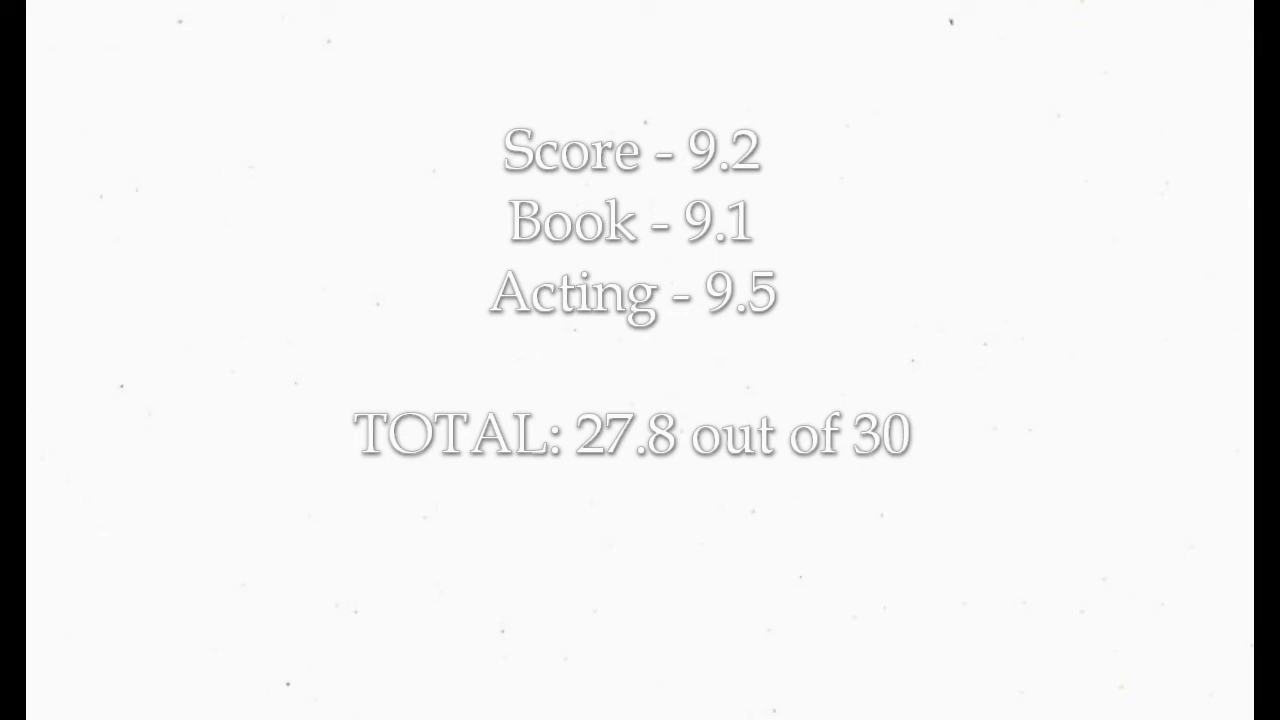 Score - 9.2
Book - 9.1
Acting - 9.5
TOTAL: 27.8 out of 30